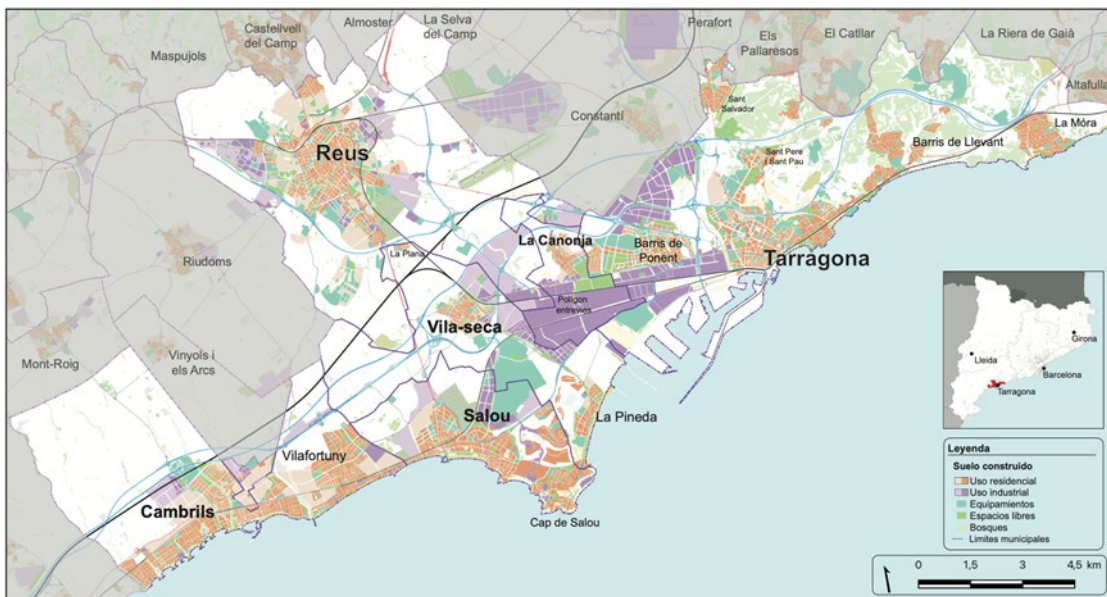 Almoster
La Selva
del Camp
Castellvell
del Camp
Maspujols
Perafort
Els
Pallaresos
El Catllar
La Riera de Gaià
Altafulla
La Móra
Sant
Salvador
Constantí
Barris de Llevant
Sant Pere
i Sant Pau
Reus
La Canonja
Barris de
Ponent
Tarragona
La Plana
Riudoms
Polígon
entrevies
Vila-seca
Mont-Roig
Vinyols i
els Arcs
Salou
La Pineda
Vilafortuny
Cambrils
Cap de Salou
Girona
Lleida
Barcelona
Tarragona
Leyenda
Suelo construido
Uso residencial
Uso industrial
Equipamientos
Espacios libres
Bosques
Limites municipales
0 1,5 3 4,5 km